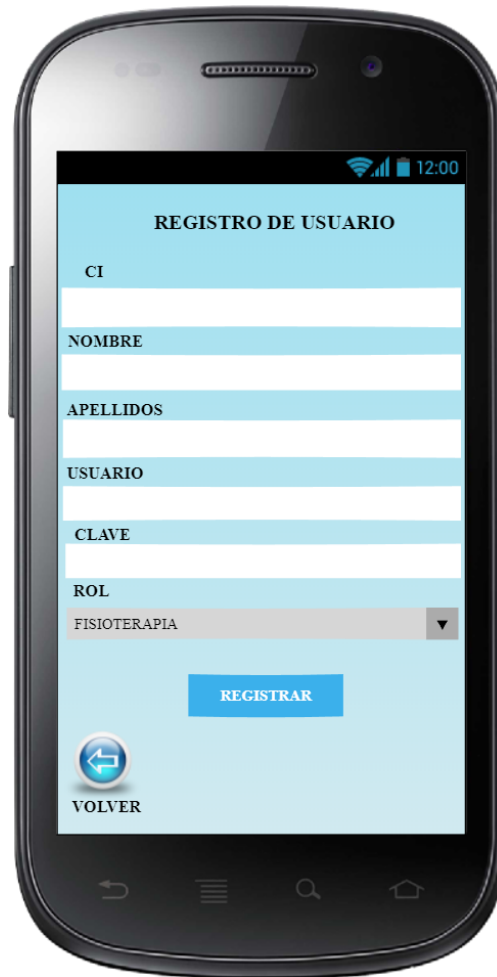 12:00
REGISTRO DE USUARIO
CI
NOMBRE
APELLIDOS
USUARIO
CLAVE
ROL
FISIOTERAPIA
REGISTRAR
VOLVER